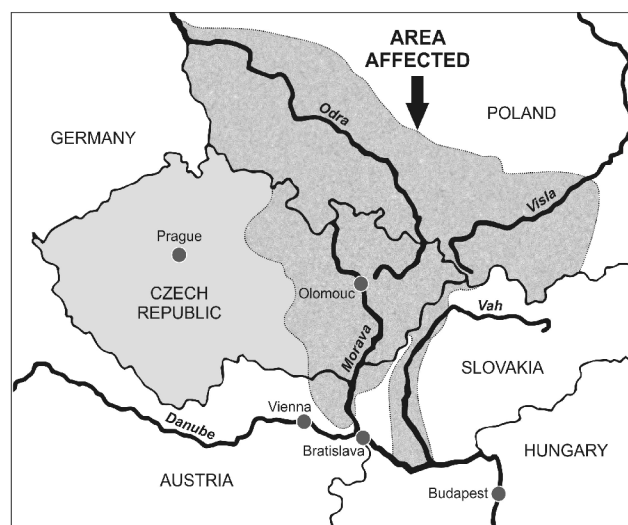 AREA
AFFECTED
POLAND
GERMANY
Odra
Visla
Prague
CZECH
REPUBLIC
Olomouc
Morava
Vah
SLOVAKIA
Vienna
Danube
Bratislava
HUNGARY
AUSTRIA
Budapest